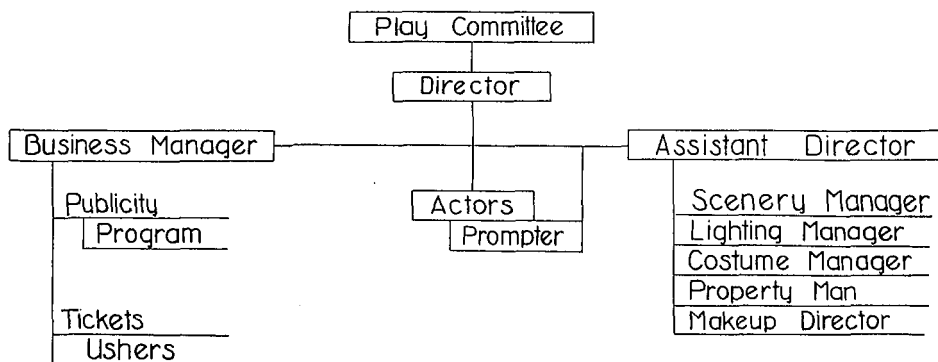 Play Committee
Director
Business Manager
Assistant Director
Publicity
Program
Tickets
Ushers
Actors
Prompter
Scenery Manager
Lighting Manager
Costume Manager
Property Man
Makeup Director